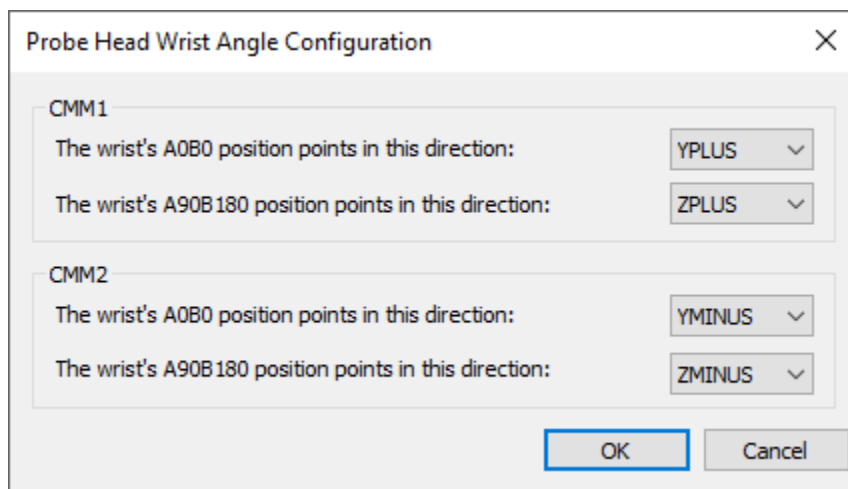 Probe Head Wrist Angle Configuration
CMM1
The wrist's A0B0 position points in this direction: YPLUS
The wrist's A90B180 position points in this direction: ZPLUS
CMM2
The wrist's A0B0 position points in this direction: YMINUS
The wrist's A90B180 position points in this direction: ZMINUS
OK Cancel